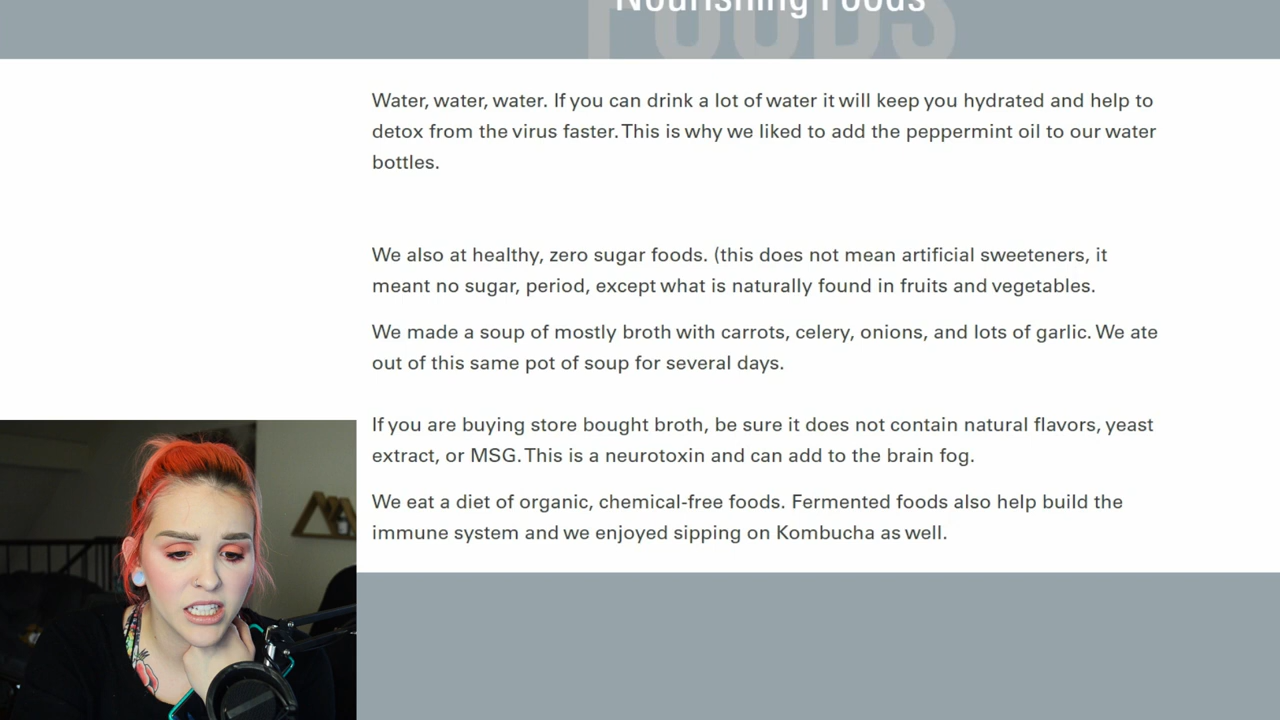 Nourishing Foods
FOODS
Water, water, water. If you can drink a lot of water it will keep you hydrated and help to
detox from the virus faster. This is why we liked to add the peppermint oil to our water
bottles.
We also at healthy, zero sugar foods. (this does not mean artificial sweeteners, it
meant no sugar, period, except what is naturally found in fruits and vegetables.
We made a soup of mostly broth with carrots, celery, onions, and lots of garlic. We ate
out of this same pot of soup for several days.
If you are buying store bought broth, be sure it does not contain natural flavors, yeast
extract, or MSG. This is a neurotoxin and can add to the brain fog.
We eat a diet of organic, chemical-free foods. Fermented foods also help build the
immune system and we enjoyed sipping on Kombucha as well.